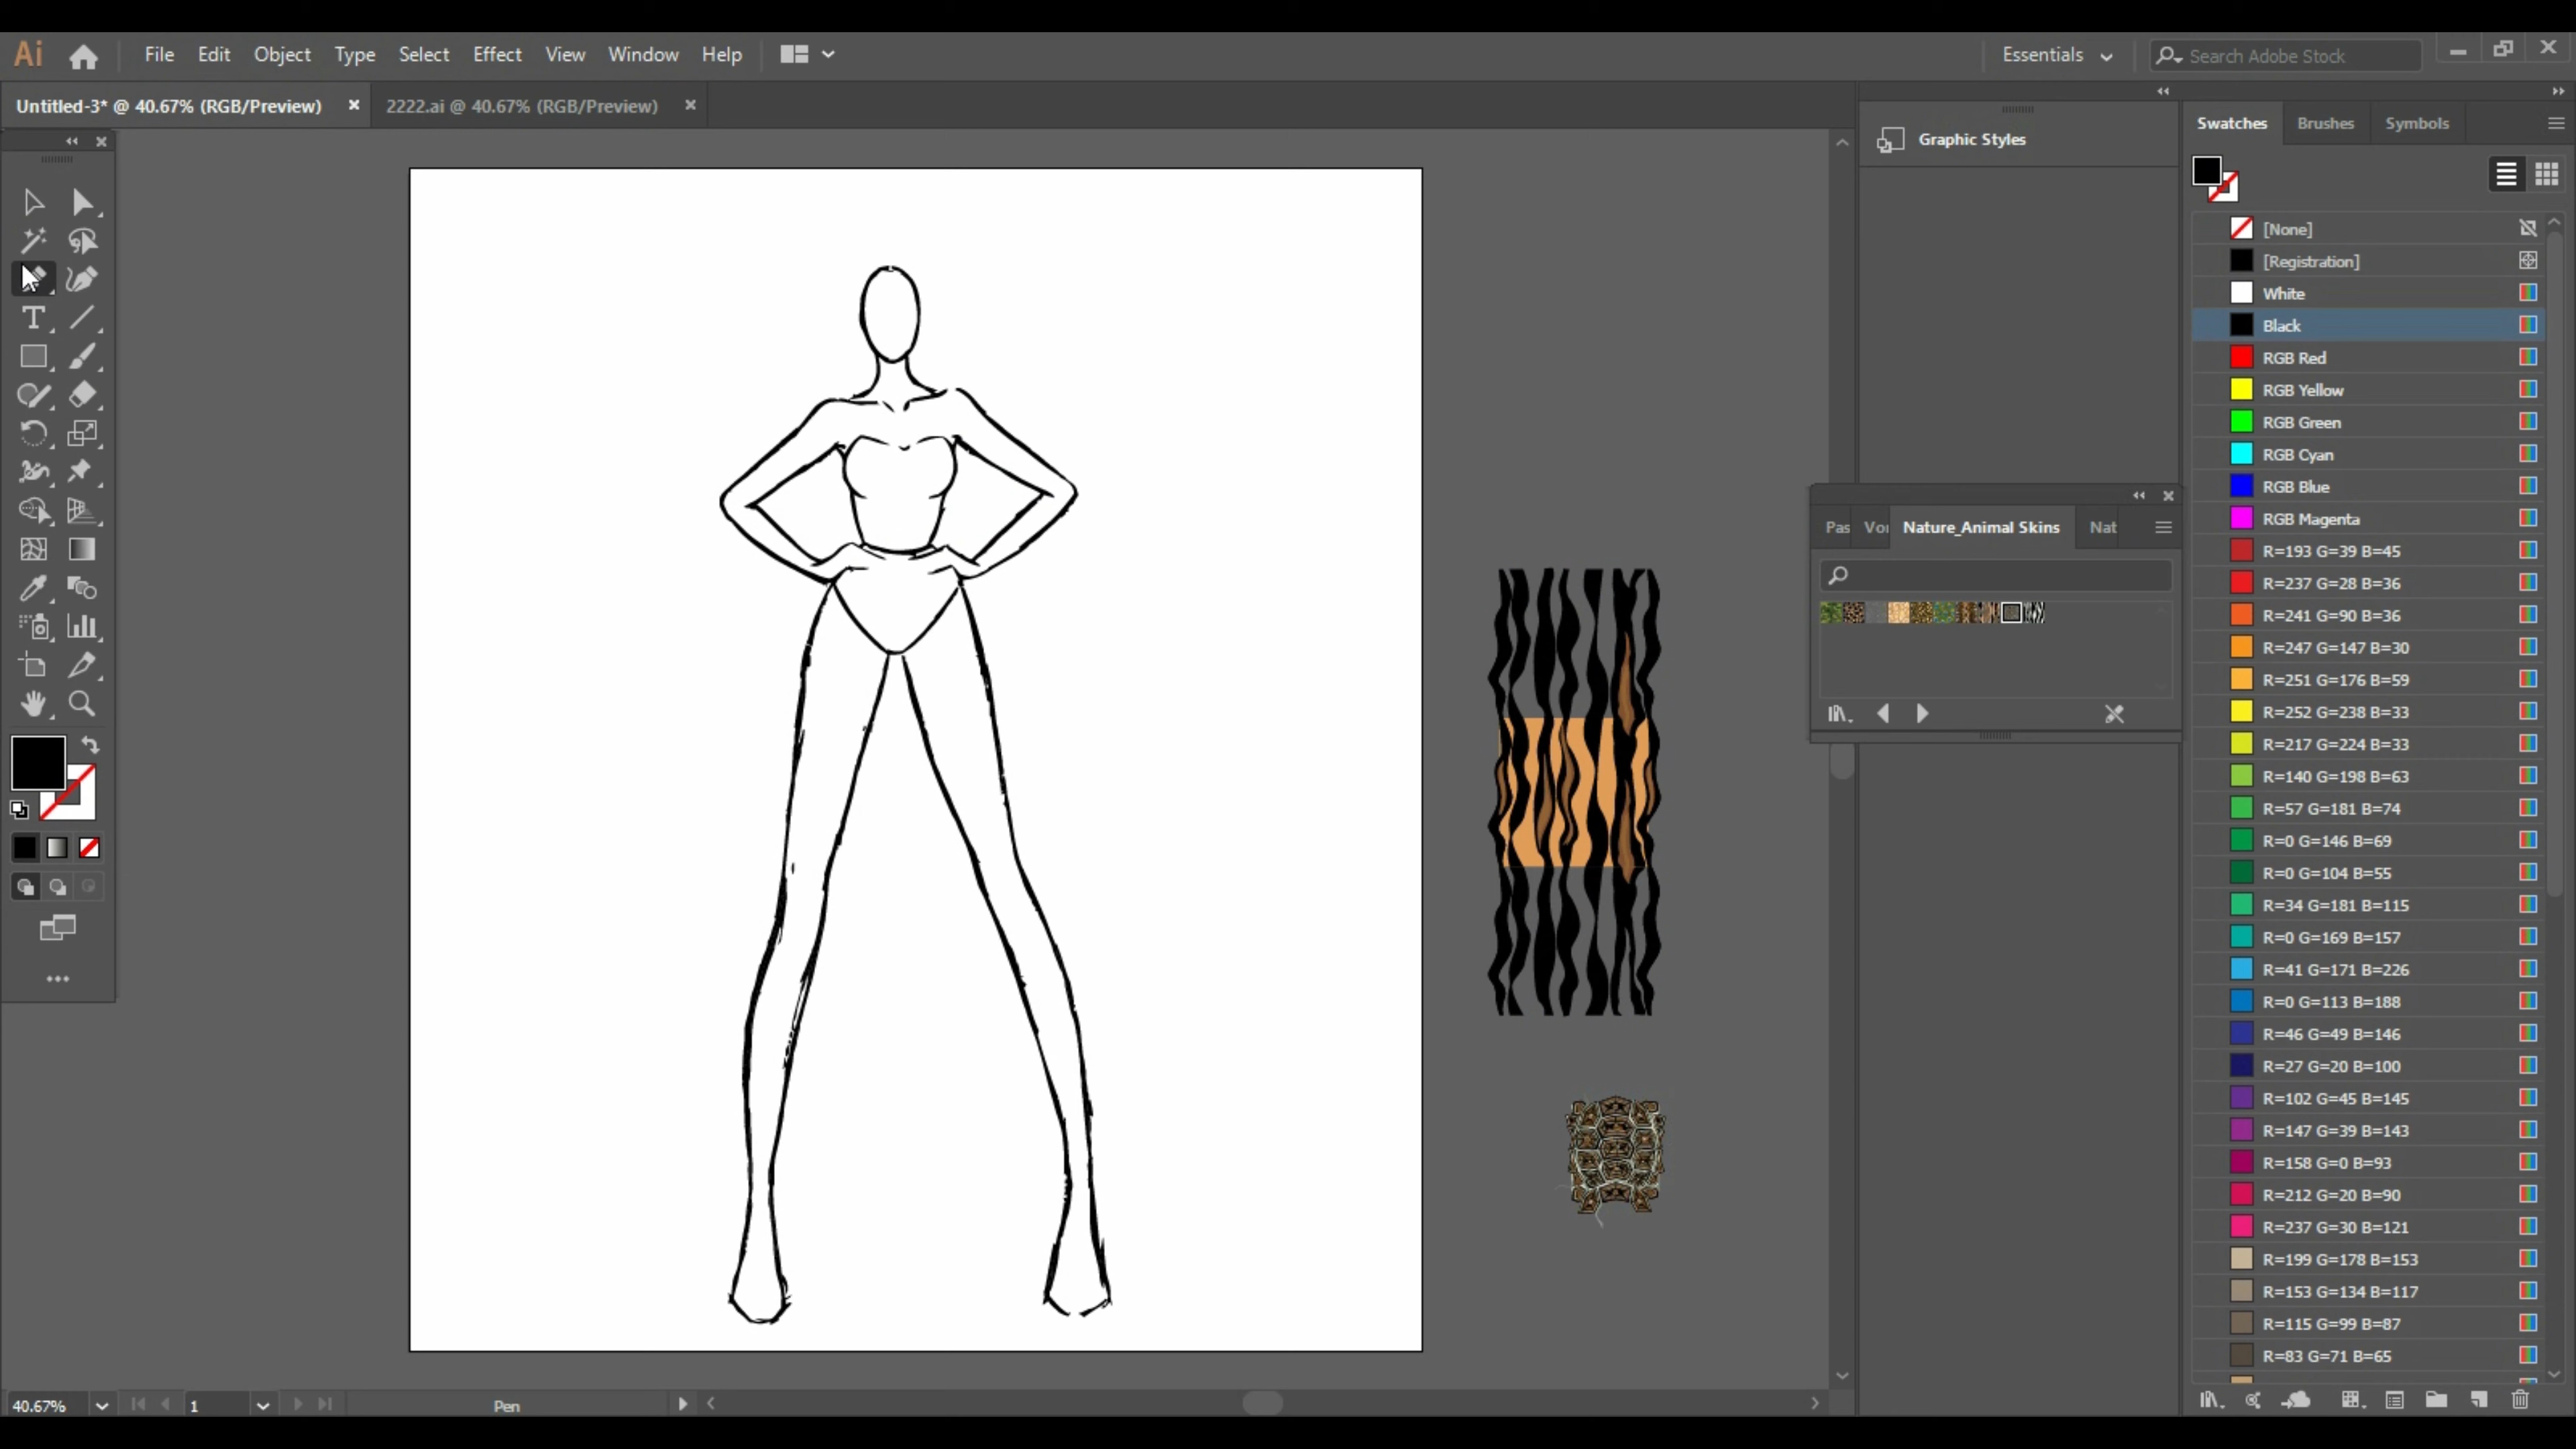 Ai File Edit Object Type Select Effect View Window Help Essentials Search Adobe Stock
Untitled-3* @ 40.67% (RGB/Preview) 2222.ai @ 40.67% (RGB/Preview)
Graphic Styles
Swatches Brushes Symbols
[None]
[Registration]
White
Black
RGB Red
RGB Yellow
RGB Green
RGB Cyan
RGB Blue
RGB Magenta
R=193 G=39 B=45
R=237 G=28 B=36
R=241 G=90 B=36
R=247 G=147 B=30
R=251 G=176 B=59
R=252 G=238 B=33
R=217 G=224 B=33
R=140 G=198 B=63
R=57 G=181 B=74
R=0 G=146 B=69
R=0 G=104 B=55
R=34 G=181 B=115
R=0 G=169 B=157
R=41 G=171 B=226
R=0 G=113 B=188
R=46 G=49 B=146
R=27 G=20 B=100
R=102 G=45 B=145
R=147 G=39 B=143
R=158 G=0 B=93
R=212 G=20 B=90
R=237 G=30 B=121
R=199 G=178 B=153
R=153 G=134 B=117
R=115 G=99 B=87
R=83 G=71 B=65
Pas Vor Nature_Animal Skins Nat
40.67% 1 Pen